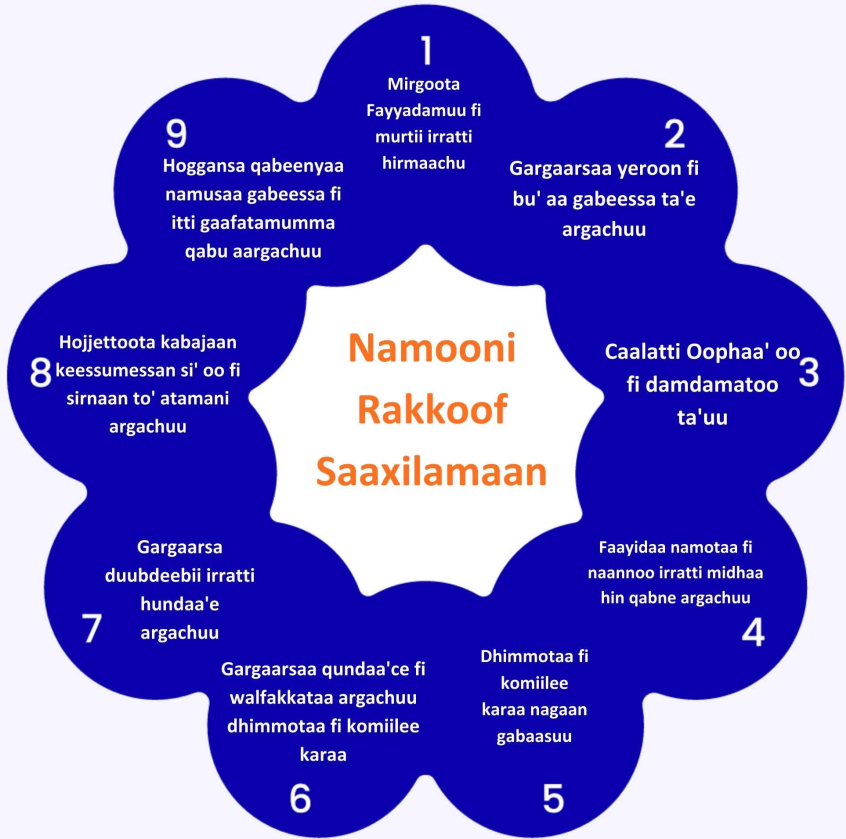 Namooni
Rakkoof
Saaxilamaan
1
Mirgoota
Fayyadamuu fi
murtii irratti
hirmaachu
2
Gargaarsaa yeroon fi
bu' aa gabeessa ta'e
argachuu
Caalatti Oophaa' oo
fi damdamatoo
ta'uu
3
Faayidaa namotaa fi
naannoo irratti midhaa
hin qabne argachuu
4
Dhimmotaa fi
komiilee
karaa nagaan
gabaasuu
5
Gargaarsaa qundaa'ce fi
walfakkataa argachuu
dhimmotaa fi komiilee
karaa
6
Gargaarsa
duubdeebii irratti
hundaa'e
argachuu
7
8
Hojjettoota kabajaan
keessumessan si' oo fi
sirnaan to' atamani
argachuu
9
Hoggansa qabeenyaa
namusaa gabeessa fi
itti gaafatamumma
qabu aargachuu